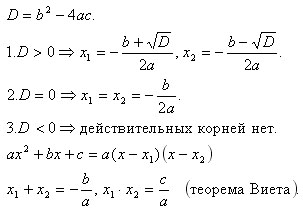 D = b² − 4ac.
1.D > 0 ⇒ x₁ = −(b + √D)/(2a), x₂ = −(b − √D)/(2a).
2.D = 0 ⇒ x₁ = x₂ = −b/(2a).
3.D < 0 ⇒ действительных корней нет.
ax² + bx + c = a(x − x₁)(x − x₂)
x₁ + x₂ = −b/a, x₁ · x₂ = c/a (теорема Виета).